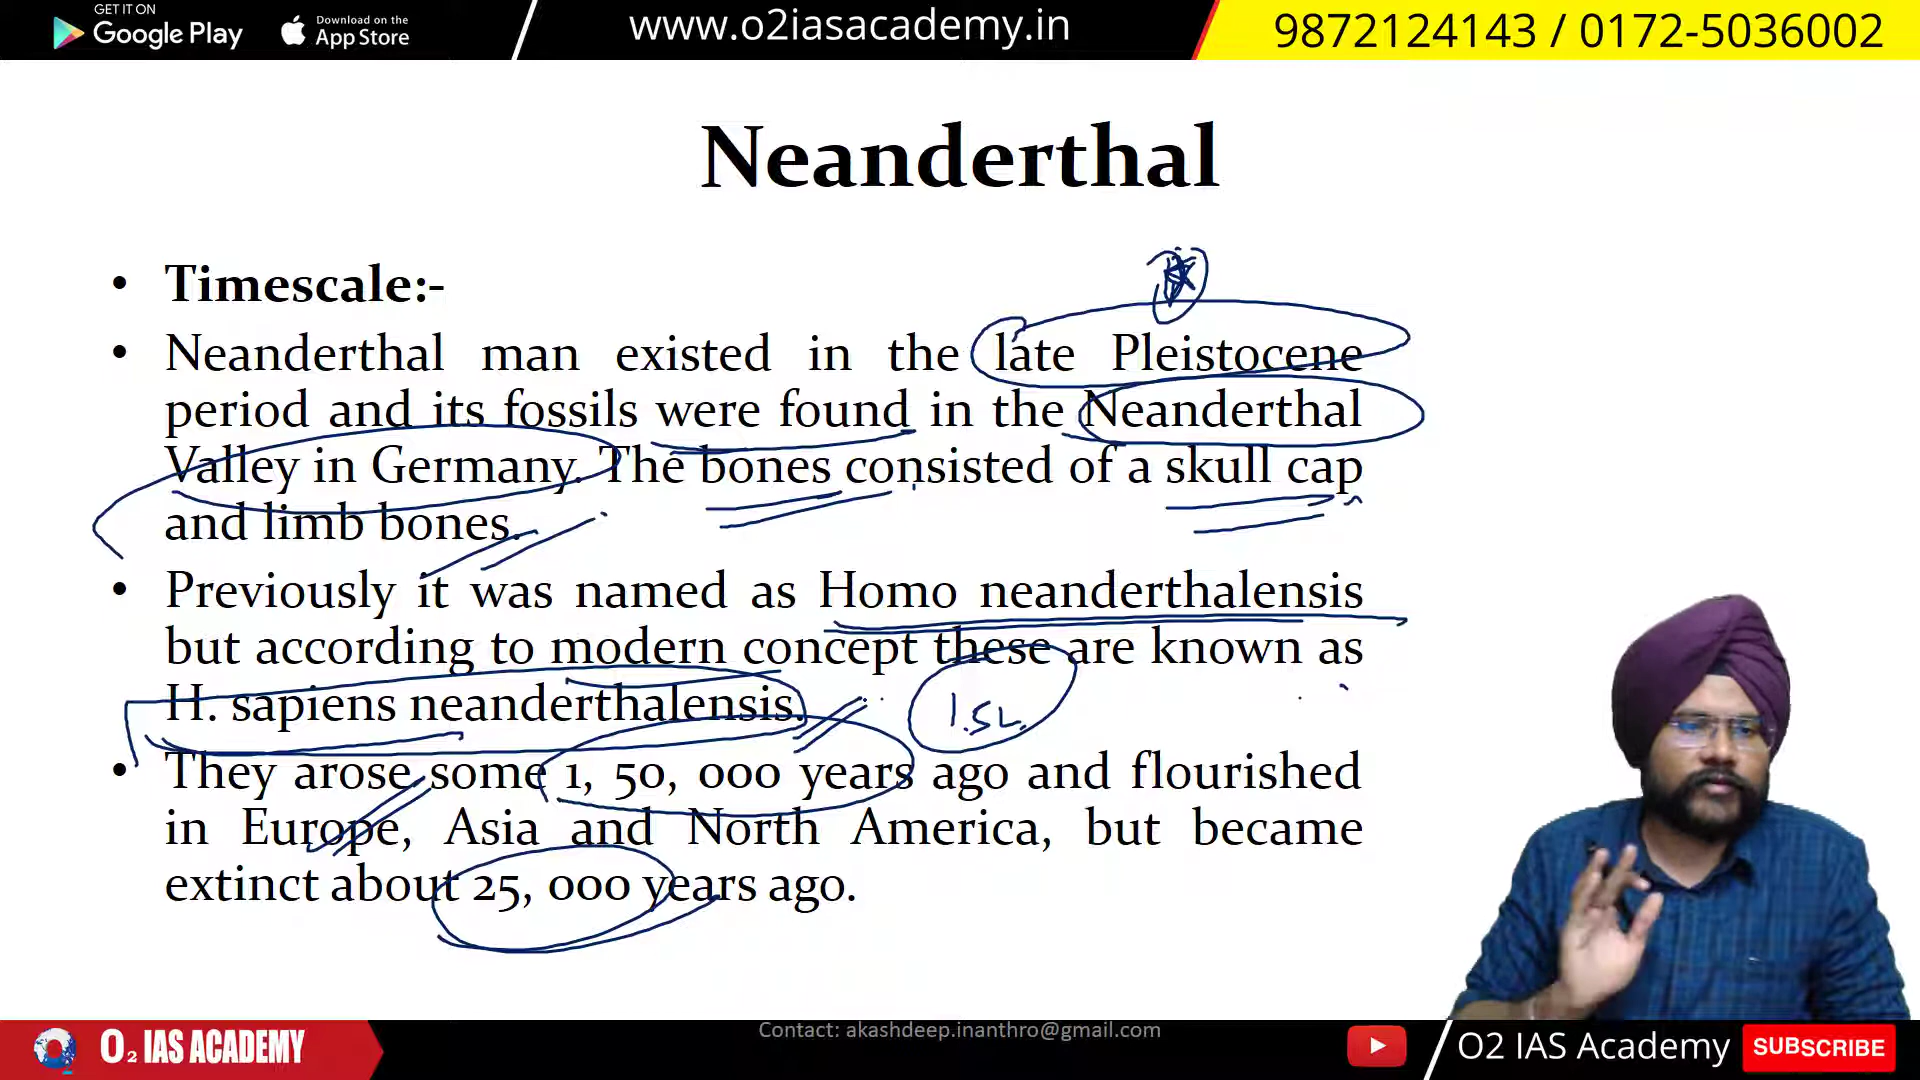 GET IT ON
Google Play
Download on the
App Store
www.o2iasacademy.in
9872124143 / 0172-5036002
Neanderthal
• Timescale:-
• Neanderthal man existed in the late Pleistocene
period and its fossils were found in the Neanderthal
Valley in Germany. The bones consisted of a skull cap
and limb bones.
• Previously it was named as Homo neanderthalensis
but according to modern concept these are known as
H. sapiens neanderthalensis.
1.5L
• They arose some 1, 50, 000 years ago and flourished
in Europe, Asia and North America, but became
extinct about 25, 000 years ago.
O2 IAS ACADEMY
Contact: akashdeep.inanthro@gmail.com
O2 IAS Academy
SUBSCRIBE